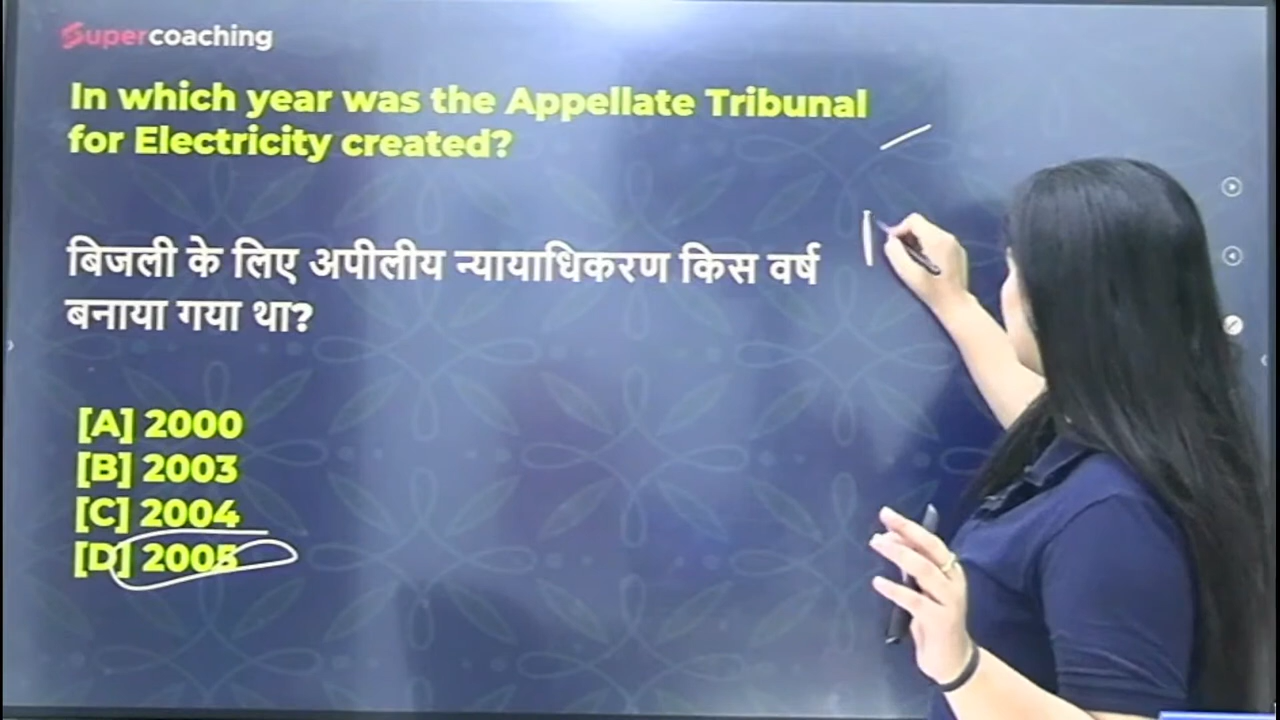 Supercoaching
In which year was the Appellate Tribunal
for Electricity created?
बिजली के लिए अपीलीय न्यायाधिकरण किस वर्ष
बनाया गया था?
[A] 2000
[B] 2003
[C] 2004
[D] 2005